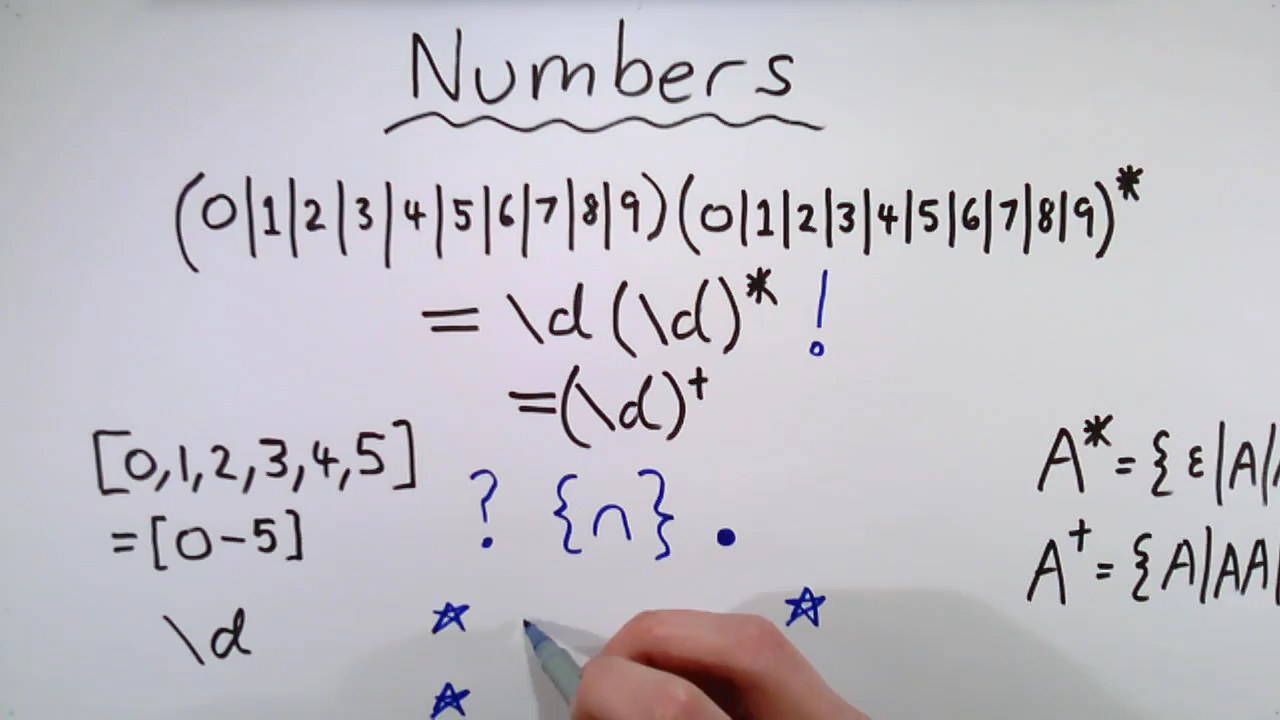 Numbers
(0|1|2|3|4|5|6|7|8|9)(0|1|2|3|4|5|6|7|8|9)*
= \d(\d)* !
=(\d)+
[0,1,2,3,4,5]
=[0-5]
\d
? {n} .
A* = {ε|A|
A+ = {A|AA|